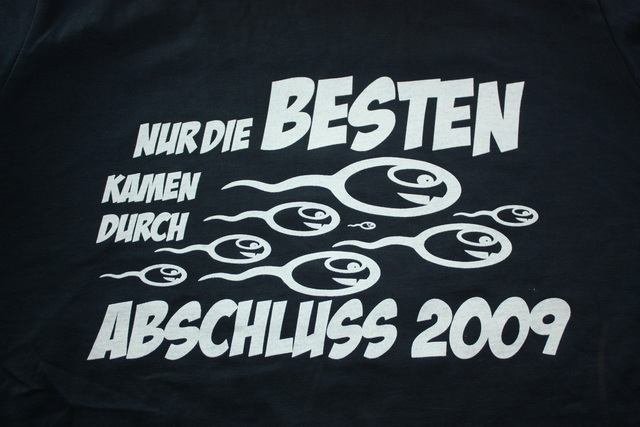 NUR DIE BESTEN
KAMEN
DURCH
ABSCHLUSS 2009